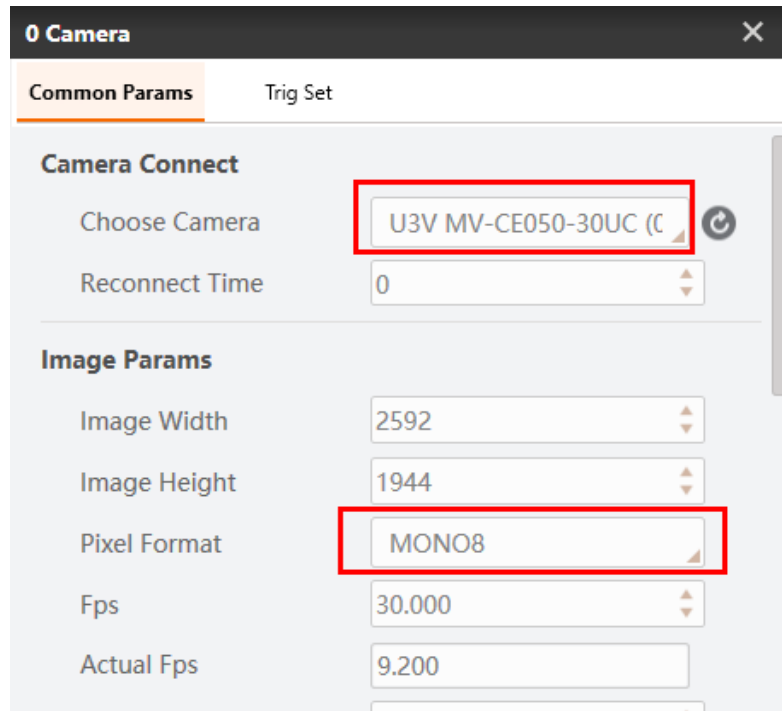 0 Camera
Common Params Trig Set
Camera Connect
Choose Camera U3V MV-CE050-30UC (0
Reconnect Time 0
Image Params
Image Width 2592
Image Height 1944
Pixel Format MONO8
Fps 30.000
Actual Fps 9.200